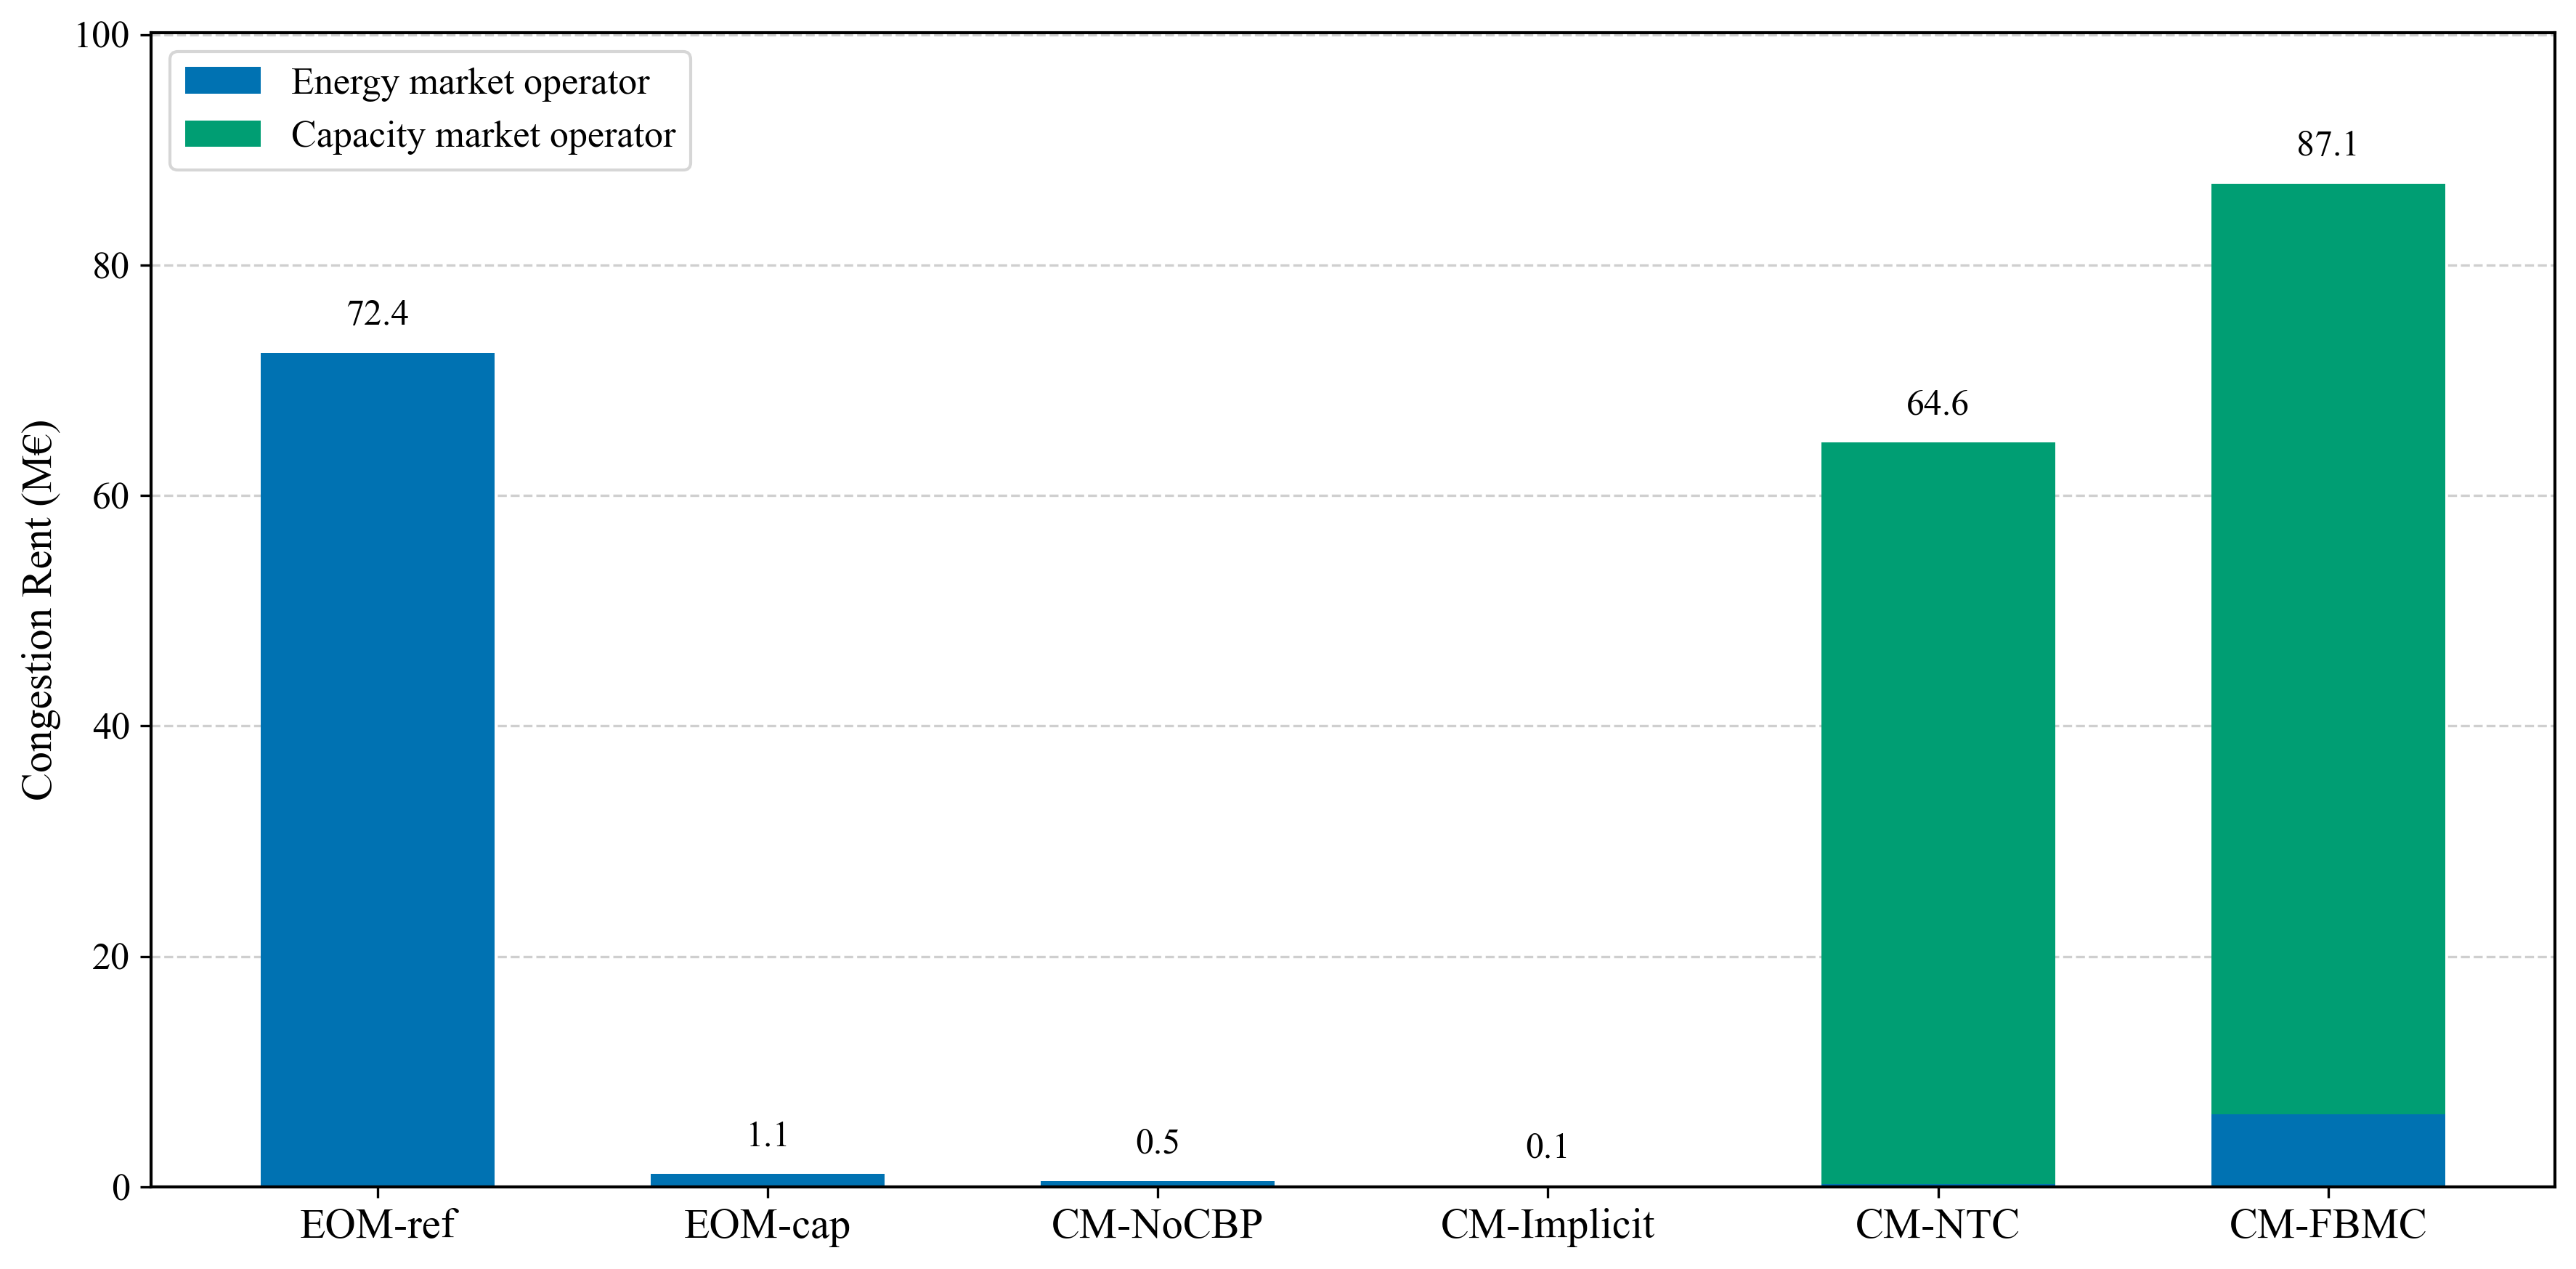 Energy market operator
Capacity market operator
Congestion Rent (M€)
100
80
60
40
20
0
72.4
1.1
0.5
0.1
64.6
87.1
EOM-ref
EOM-cap
CM-NoCBP
CM-Implicit
CM-NTC
CM-FBMC